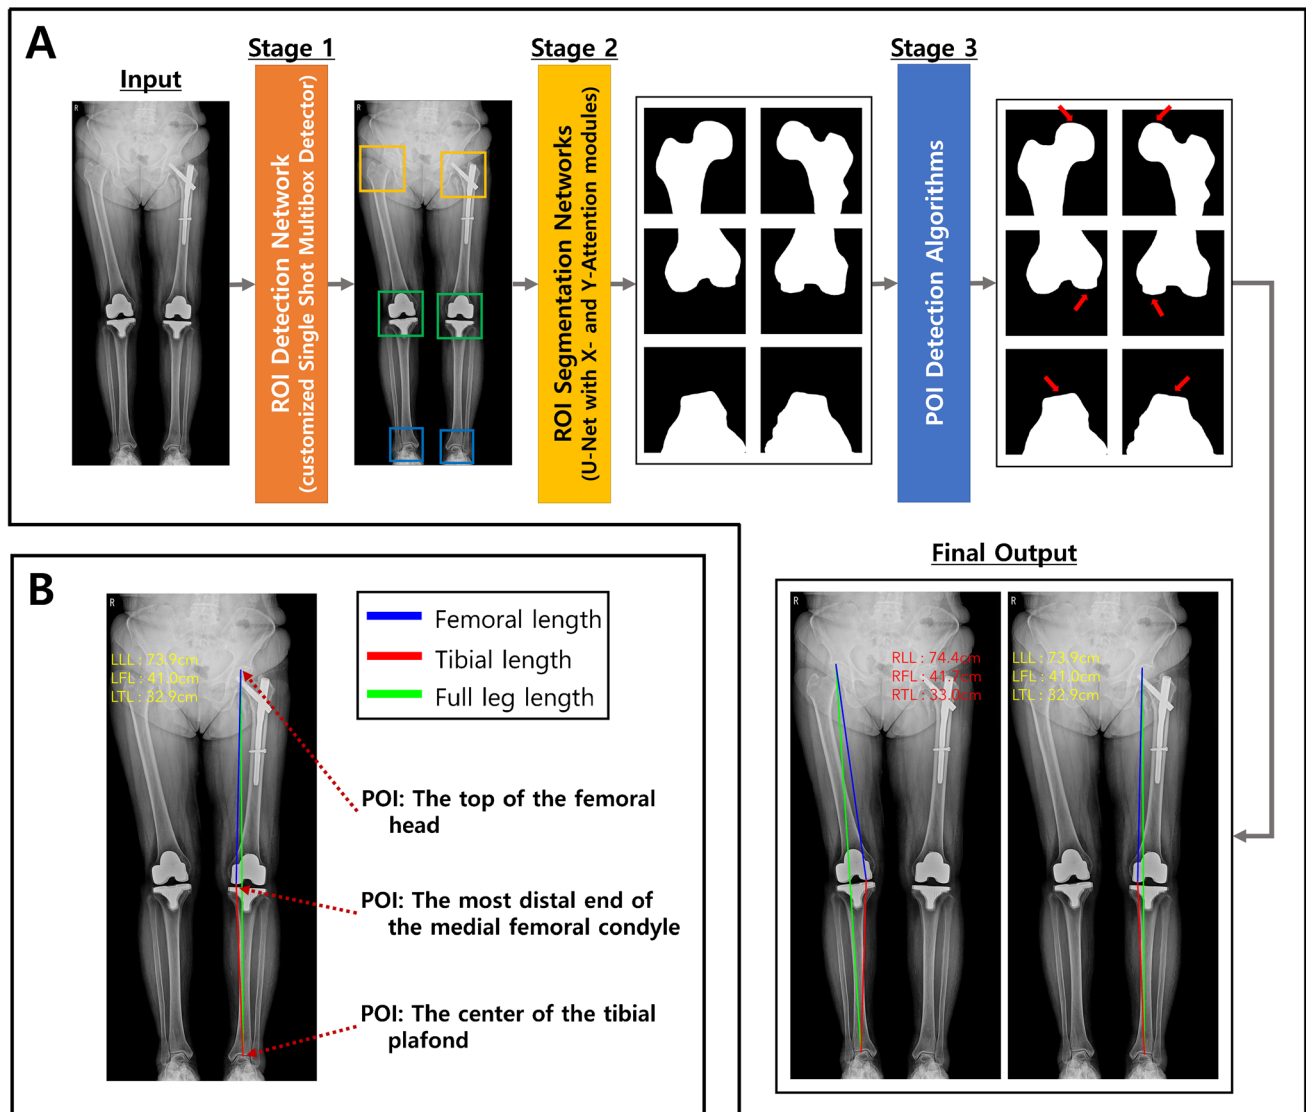 A
Input
R
Stage 1
ROI Detection Network
(customized Single Shot Multibox Detector)
R
Stage 2
ROI Segmentation Networks
(U-Net with X- and Y-Attention modules)
Stage 3
POI Detection Algorithms
Final Output
R
RLL : 74.4cm
RFL : 41.7cm
RTL : 33.0cm
R
LLL : 73.9cm
LFL : 41.0cm
LTL : 32.9cm
B
R
LLL : 73.9cm
LFL : 41.0cm
LTL : 32.9cm
Femoral length
Tibial length
Full leg length
POI: The top of the femoral
head
POI: The most distal end of
the medial femoral condyle
POI: The center of the tibial
plafond